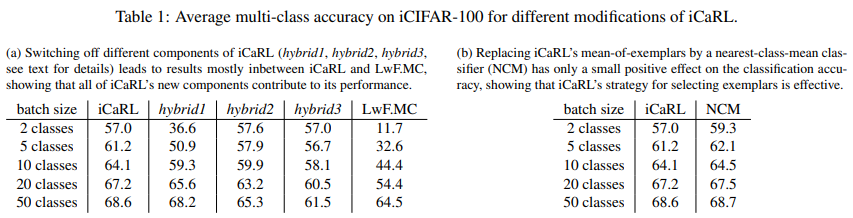 Table 1: Average multi-class accuracy on iCIFAR-100 for different modifications of iCaRL.
(a) Switching off different components of iCaRL (hybrid1, hybrid2, hybrid3,
see text for details) leads to results mostly inbetween iCaRL and LwF.MC,
showing that all of iCaRL's new components contribute to its performance.
batch size iCaRL hybrid1 hybrid2 hybrid3 LwF.MC
2 classes 57.0 36.6 57.6 57.0 11.7
5 classes 61.2 50.9 57.9 56.7 32.6
10 classes 64.1 59.3 59.9 58.1 44.4
20 classes 67.2 65.6 63.2 60.5 54.4
50 classes 68.6 68.2 65.3 61.5 64.5
(b) Replacing iCaRL's mean-of-exemplars by a nearest-class-mean clas-
sifier (NCM) has only a small positive effect on the classification accu-
racy, showing that iCaRL's strategy for selecting exemplars is effective.
batch size iCaRL NCM
2 classes 57.0 59.3
5 classes 61.2 62.1
10 classes 64.1 64.5
20 classes 67.2 67.5
50 classes 68.6 68.7